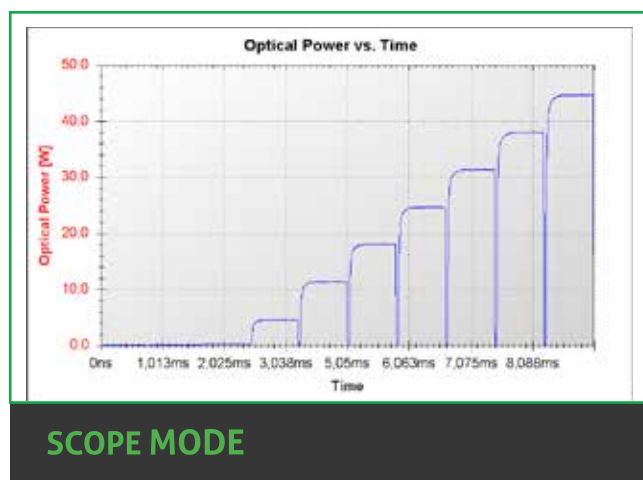 Optical Power vs. Time
Optical Power [W]
50.0
40.0
30.0
20.0
10.0
0.0
0ns 1,013ms 2,025ms 3,038ms 5,05ms 6,063ms 7,075ms 8,088ms
Time
SCOPE MODE